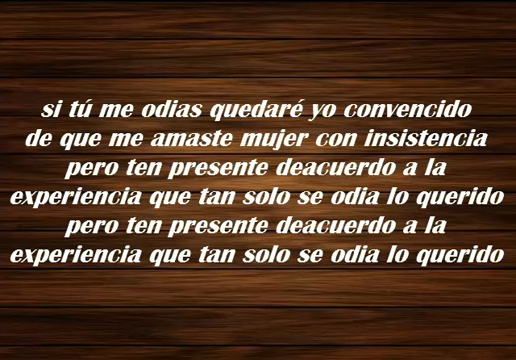 si tú me odias quedaré yo convencido
de que me amaste mujer con insistencia
pero ten presente deacuerdo a la
experiencia que tan solo se odia lo querido
pero ten presente deacuerdo a la
experiencia que tan solo se odia lo querido